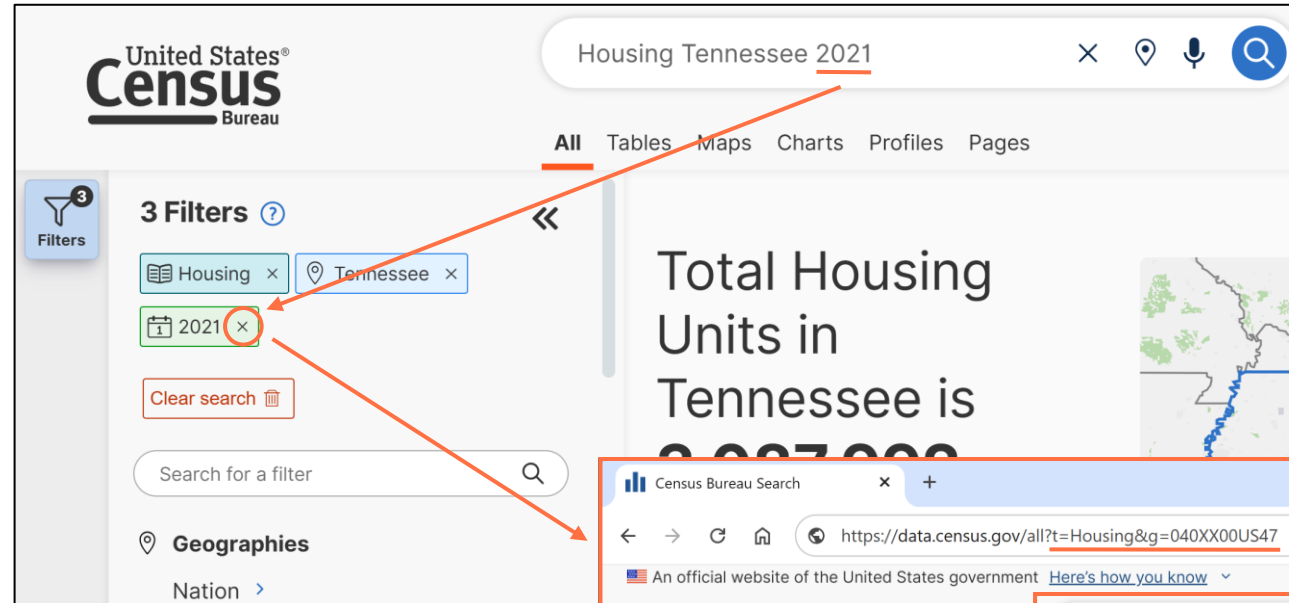 United States®
Census
Bureau
Housing Tennessee 2021
All Tables Maps Charts Profiles Pages
3
Filters
3 Filters ?
Housing ×
Tennessee ×
1 2021 ×
Clear search
Search for a filter
Geographies
Nation >
Total Housing
Units in
Tennessee is
Census Bureau Search × +
https://data.census.gov/all?t=Housing&g=040XX00US47
An official website of the United States government Here's how you know